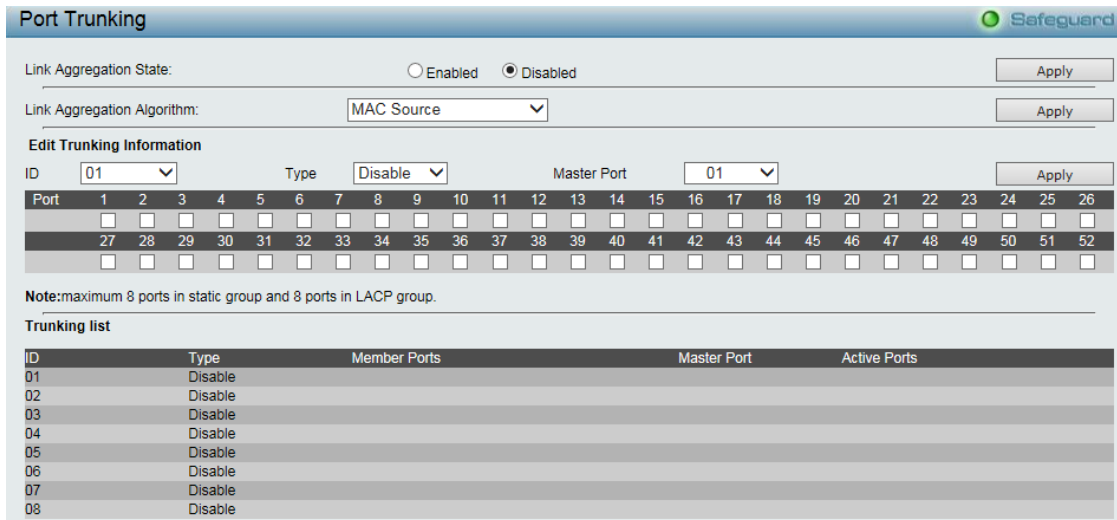 Port Trunking Safeguard
Link Aggregation State: Enabled Disabled Apply
Link Aggregation Algorithm: MAC Source Apply
Edit Trunking Information
ID 01 Type Disable Master Port 01 Apply
Port 1 2 3 4 5 6 7 8 9 10 11 12 13 14 15 16 17 18 19 20 21 22 23 24 25 26
27 28 29 30 31 32 33 34 35 36 37 38 39 40 41 42 43 44 45 46 47 48 49 50 51 52
Note:maximum 8 ports in static group and 8 ports in LACP group.
Trunking list
ID Type Member Ports Master Port Active Ports
01 Disable
02 Disable
03 Disable
04 Disable
05 Disable
06 Disable
07 Disable
08 Disable